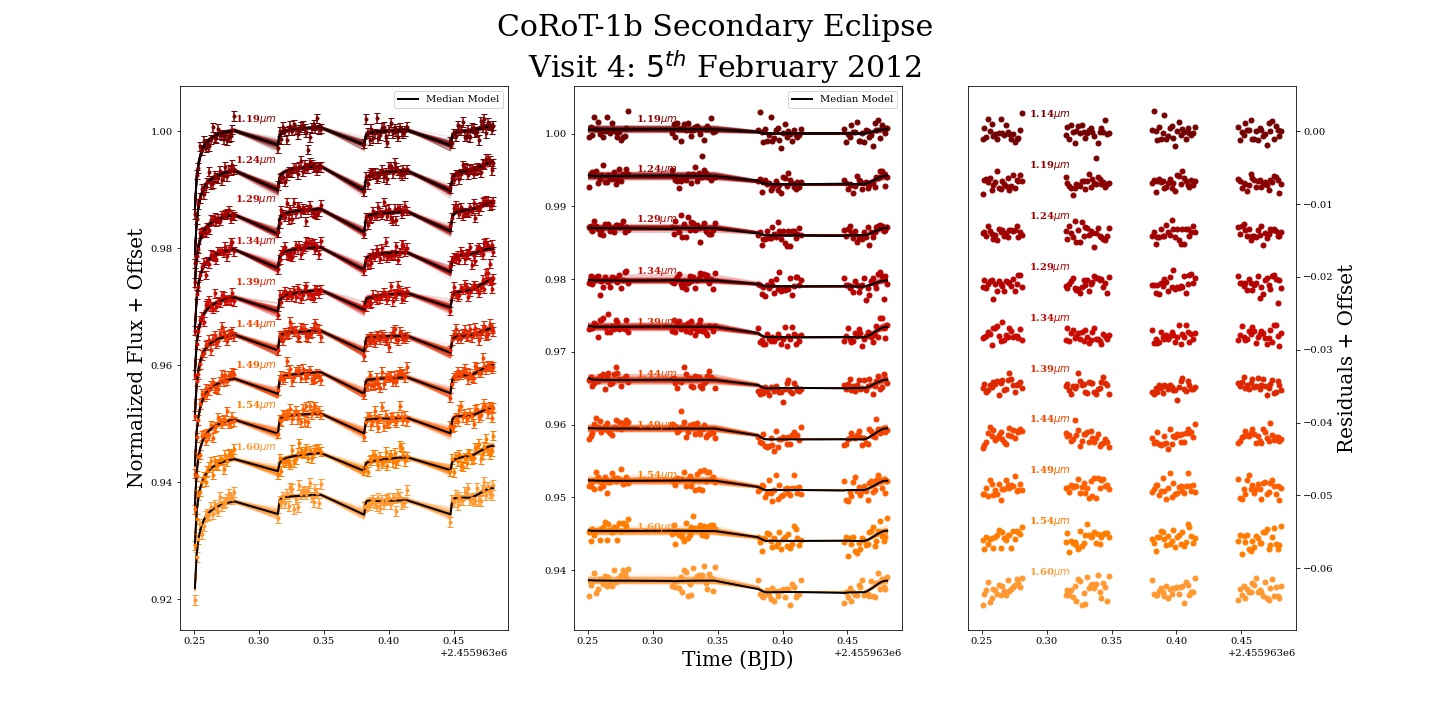 CoRoT-1b Secondary Eclipse
Visit 4: 5th February 2012
Normalized Flux + Offset
1.00
0.98
0.96
0.94
0.92
Median Model
1.19μm
1.24μm
1.29μm
1.34μm
1.39μm
1.44μm
1.49μm
1.54μm
1.60μm
0.25
0.30
0.35
0.40
0.45
+2.455963e6
1.00
0.99
0.98
0.97
0.96
0.95
0.94
Median Model
1.19μm
1.24μm
1.29μm
1.34μm
1.39μm
1.44μm
1.49μm
1.54μm
1.60μm
0.25
0.30
0.35
0.40
0.45
+2.455963e6
Time (BJD)
1.14μm
1.19μm
1.24μm
1.29μm
1.34μm
1.39μm
1.44μm
1.49μm
1.54μm
1.60μm
0.25
0.30
0.35
0.40
0.45
+2.455963e6
0.00
−0.01
−0.02
−0.03
−0.04
−0.05
−0.06
Residuals + Offset